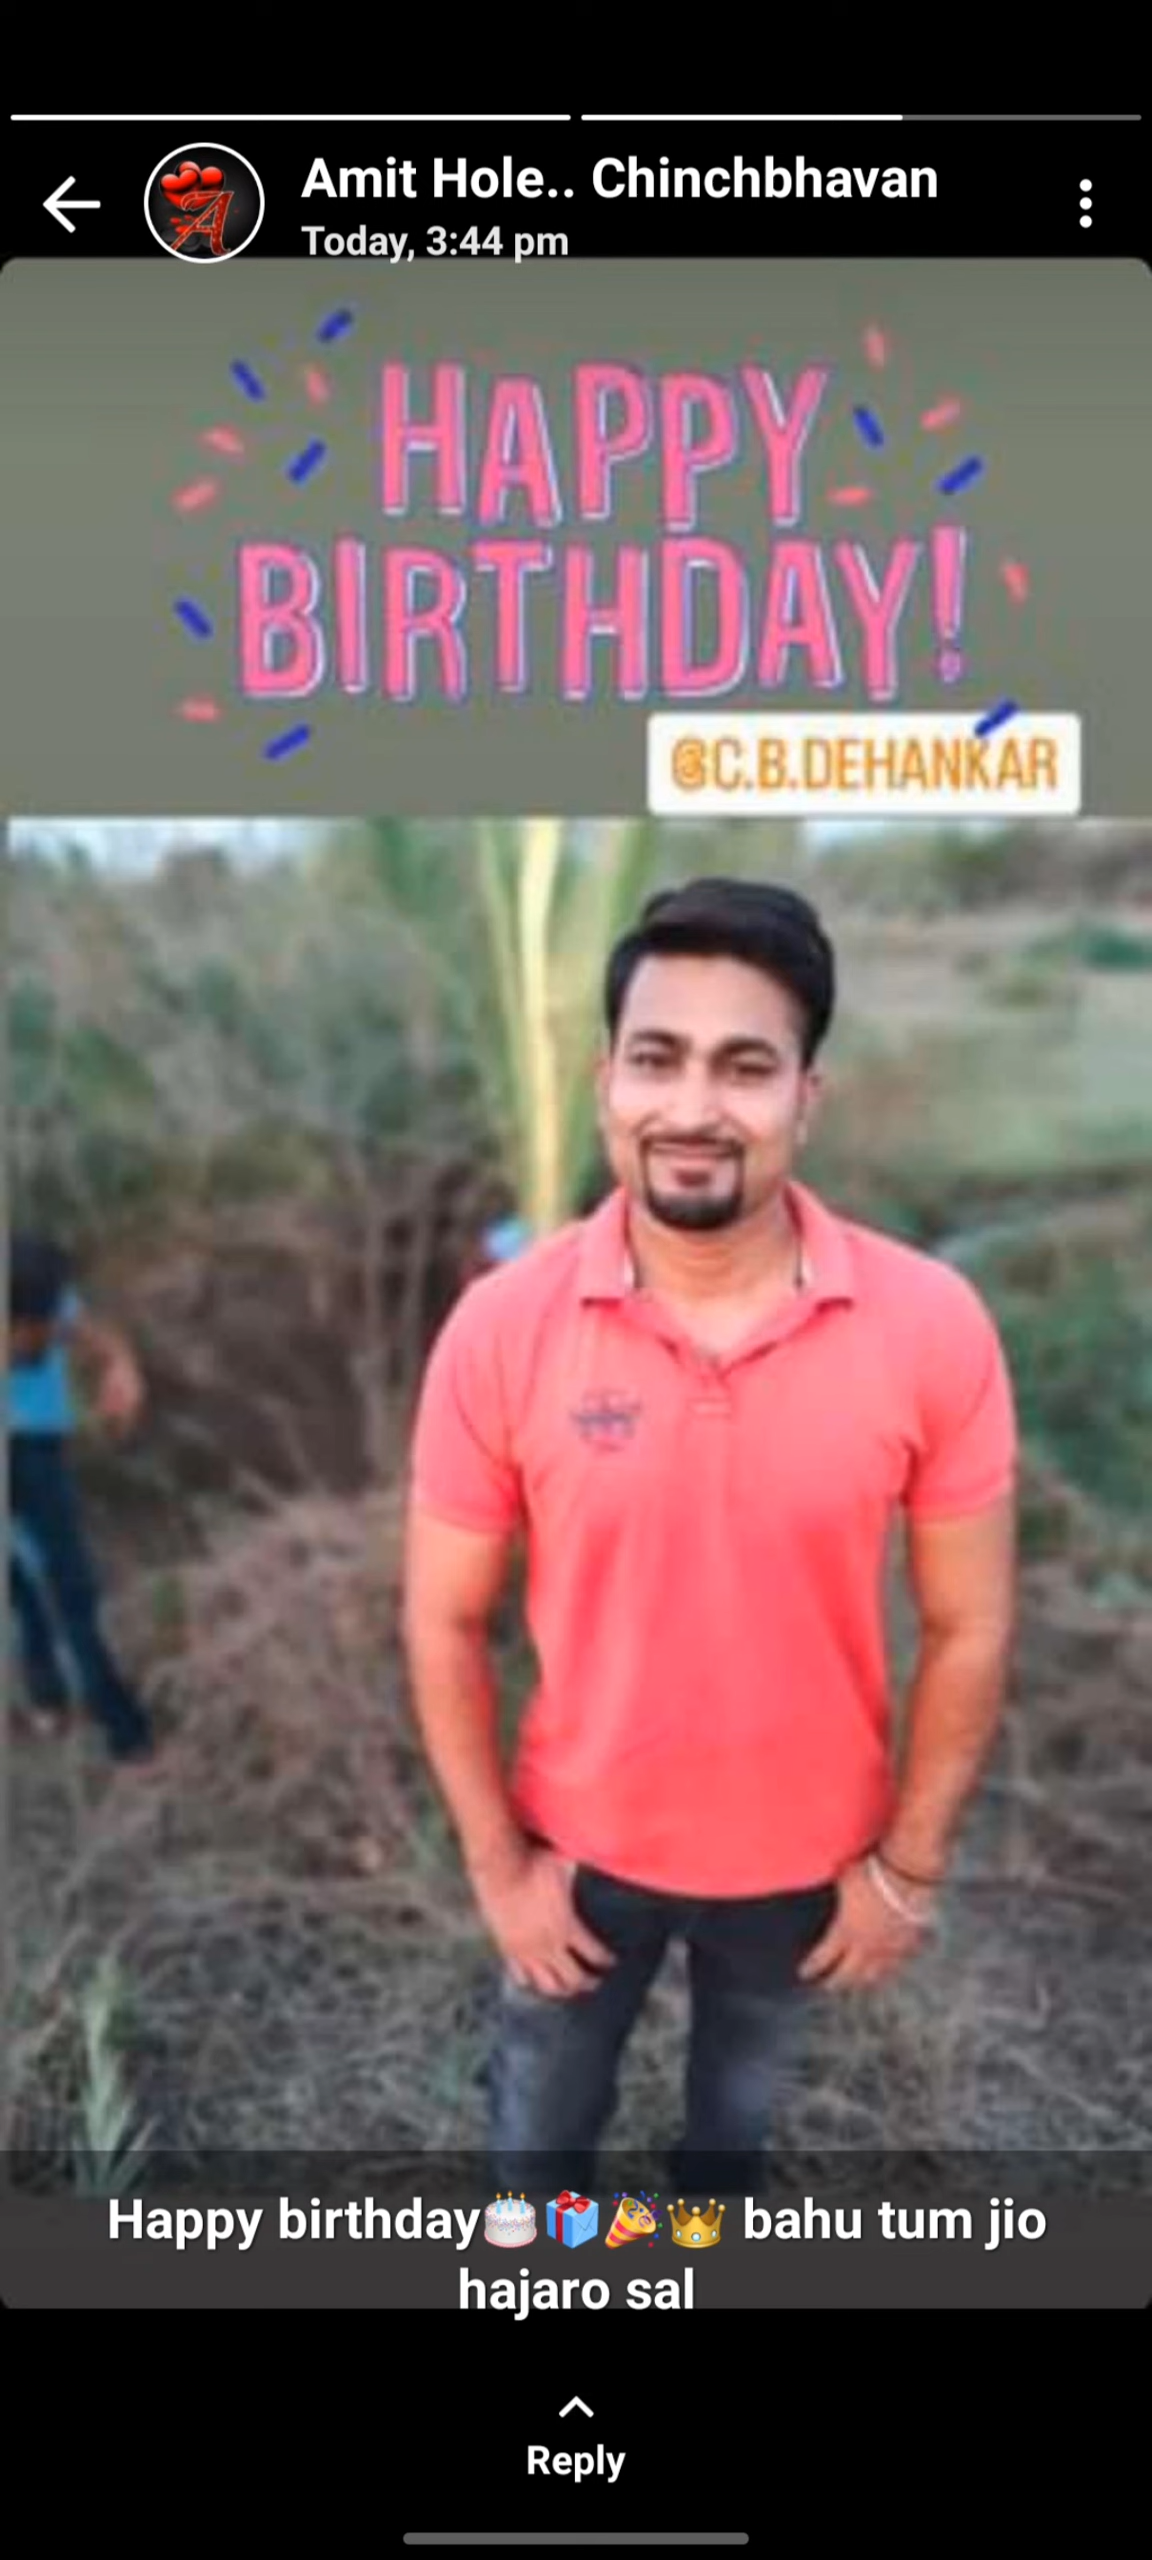 Amit Hole.. Chinchbhavan
Today, 3:44 pm
HAPPY
BIRTHDAY!
@C.B.DEHANKAR
Happy birthday🎂🎁🎉👑 bahu tum jio
hajaro sal
Reply